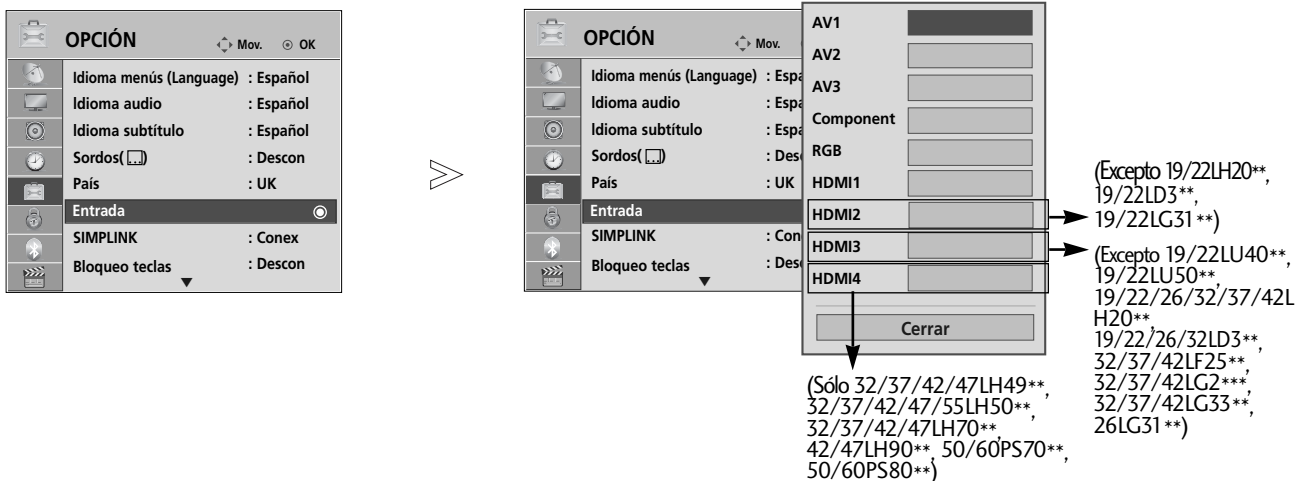 OPCIÓN
Mov. OK
Idioma menús (Language) : Español
Idioma audio : Español
Idioma subtítulo : Español
Sordos( ) : Descon
País : UK
Entrada
SIMPLINK : Conex
Bloqueo teclas : Descon
OPCIÓN
Mov.
Idioma menús (Language) : Espa
Idioma audio : Espa
Idioma subtítulo : Espa
Sordos( ) : Des
País : UK
Entrada
SIMPLINK : Con
Bloqueo teclas : Des
AV1
AV2
AV3
Component
RGB
HDMI1
HDMI2
HDMI3
HDMI4
Cerrar
(Excepto 19/22LH20**,
19/22LD3**,
19/22LG31**)
(Excepto 19/22LU40**,
19/22LU50**,
19/22/26/32/37/42L
H20**,
19/22/26/32LD3**,
32/37/42LF25**,
32/37/42LG2***,
32/37/42LG33**,
26LG31**)
(Sólo 32/37/42/47LH49**,
32/37/42/47/55LH50**,
32/37/42/47LH70**,
42/47LH90**, 50/60PS70**,
50/60PS80**)